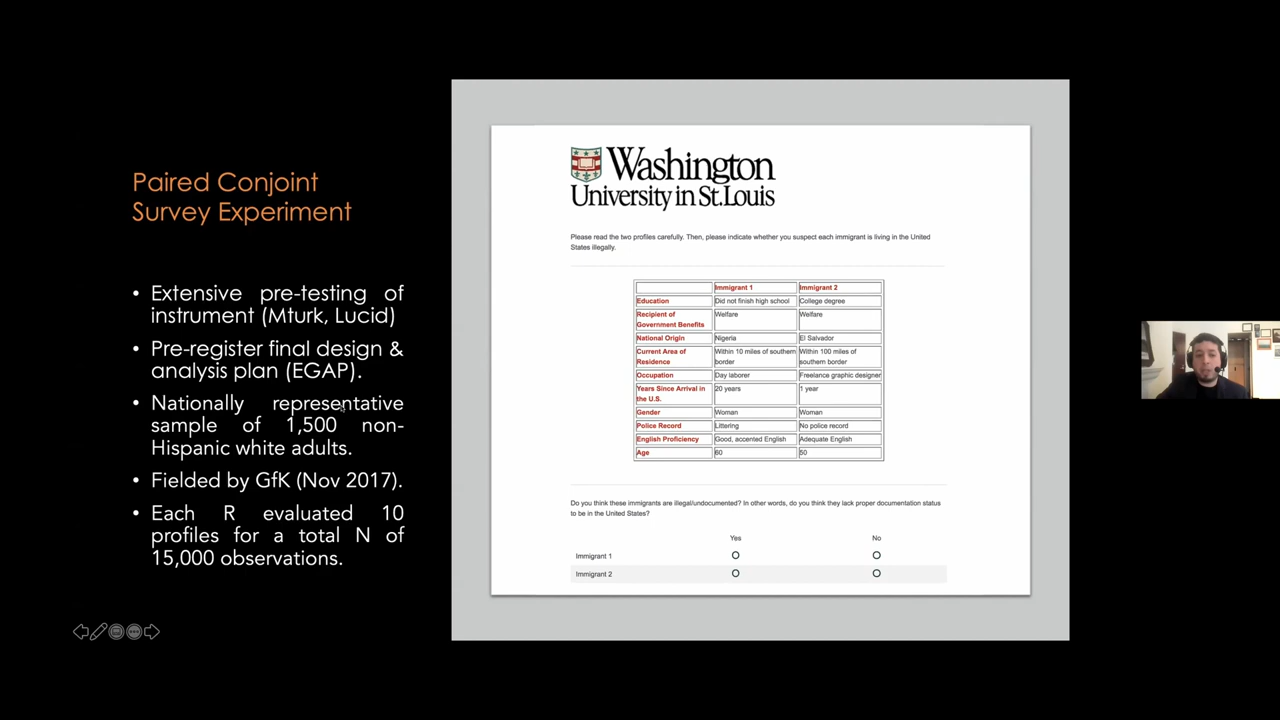 Paired Conjoint
Survey Experiment
• Extensive pre-testing of
instrument (Mturk, Lucid)
• Pre-register final design &
analysis plan (EGAP).
• Nationally representative
sample of 1,500 non-
Hispanic white adults.
• Fielded by GfK (Nov 2017).
• Each R evaluated 10
profiles for a total N of
15,000 observations.
Washington
University in St. Louis
Please read the two profiles carefully. Then, please indicate whether you suspect each immigrant is living in the United
States illegally.
Immigrant 1 Immigrant 2
Education Did not finish high school College degree
Recipient of Welfare Welfare
Government Benefits
National Origin Nigeria El Salvador
Current Area of Within 10 miles of southern Within 100 miles of
Residence border southern border
Occupation Day laborer Freelance graphic designer
Years Since Arrival in 20 years 1 year
the U.S.
Gender Woman Woman
Police Record Littering No police record
English Proficiency Good, accented English Adequate English
Age 60 50
Do you think these immigrants are illegal/undocumented? In other words, do you think they lack proper documentation status
to be in the United States?
Yes No
Immigrant 1
Immigrant 2